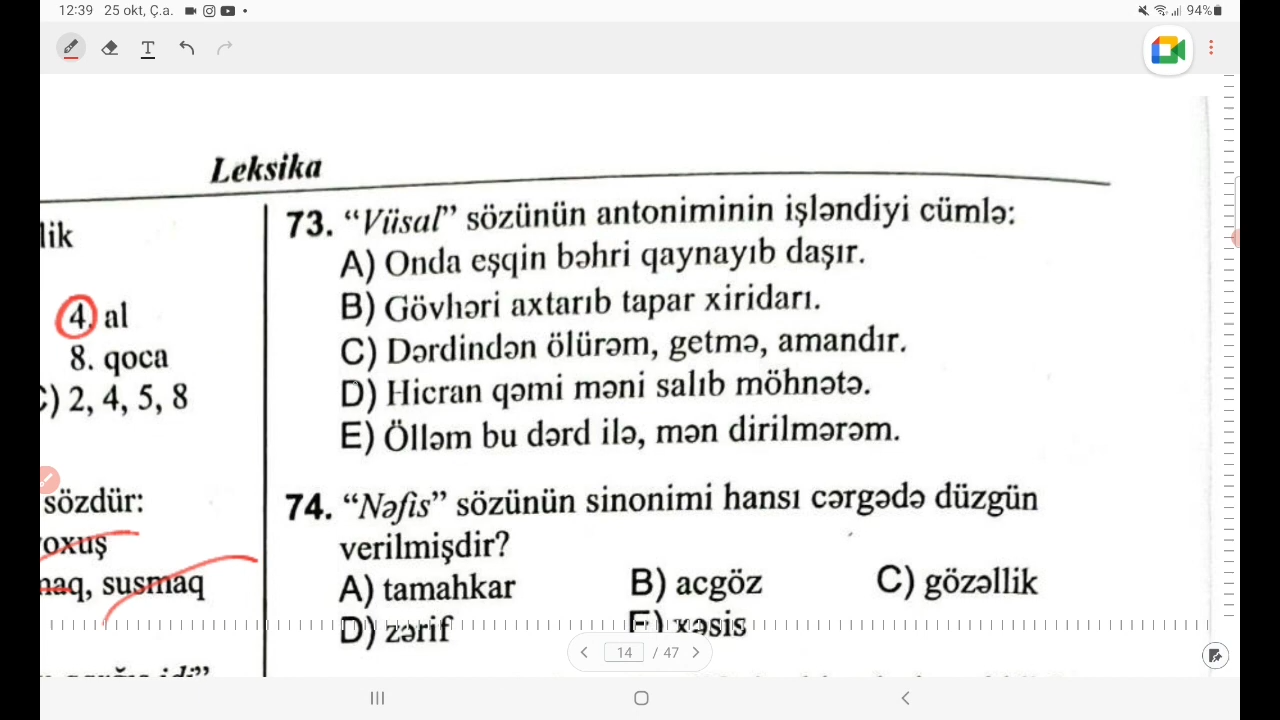 12:39 25 okt, Ç.a. 94%
T
Leksika
lik
4. al
8. qoca
C) 2, 4, 5, 8
sözdür:
oxuş
susmaq
73. “Vüsal” sözünün antoniminin işləndiyi cümlə:
A) Onda eşqin bəhri qaynayıb daşır.
B) Gövhəri axtarıb tapar xiridarı.
C) Dərdindən ölürəm, getmə, amandır.
D) Hicran qəmi məni salıb möhnətə.
E) Ölləm bu dərd ilə, mən dirilmərəm.
74. “Nəfis” sözünün sinonimi hansı cərgədə düzgün
verilmişdir?
A) tamahkar B) acgöz C) gözəllik
D) zərif E) xəsis
14 / 47